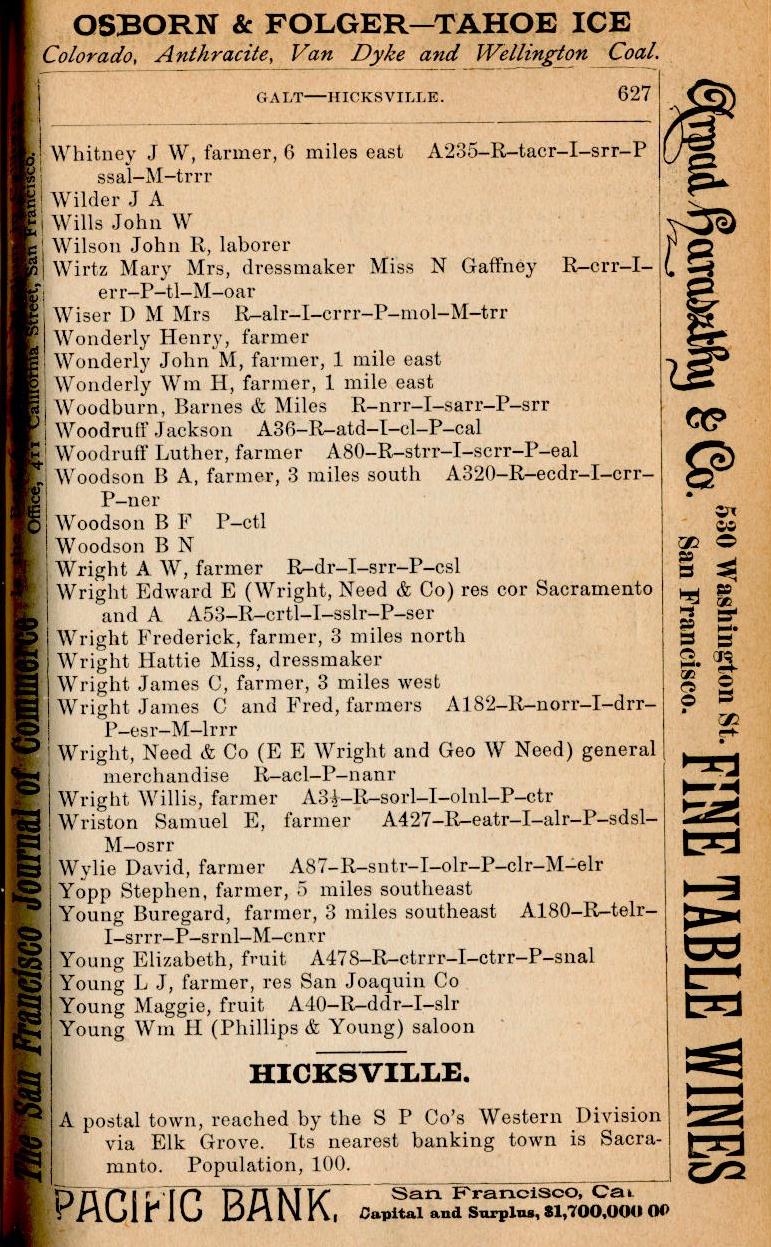 OSBORN & FOLGER—TAHOE ICE
Colorado, Anthracite, Van Dyke and Wellington Coal.
GALT—HICKSVILLE. 627
Whitney J W, farmer, 6 miles east A235–R–tacr–I–srr–P
ssal–M–trrr
Wilder J A
Wills John W
Wilson John R, laborer
Wirtz Mary Mrs, dressmaker Miss N Gaffney R–crr–I–
err–P–tl–M–oar
Wiser D M Mrs R–alr–I–crrr–P–mol–M–trr
Wonderly Henry, farmer
Wonderly John M, farmer, 1 mile east
Wonderly Wm H, farmer, 1 mile east
Woodburn, Barnes & Miles R–nrr–I–sarr–P–srr
Woodruff Jackson A36–R–atd–I–cl–P–cal
Woodruff Luther, farmer A80–R–strr–I–scrr–P–eal
Woodson B A, farmer, 3 miles south A320–R–ecdr–I–crr–
P–ner
Woodson B F P–ctl
Woodson B N
Wright A W, farmer R–dr–I–srr–P–csl
Wright Edward E (Wright, Need & Co) res cor Sacramento
and A A53–R–crtl–I–sslr–P–ser
Wright Frederick, farmer, 3 miles north
Wright Hattie Miss, dressmaker
Wright James C, farmer, 3 miles west
Wright James C and Fred, farmers A182–R–norr–I–drr–
P–esr–M–lrrr
Wright, Need & Co (E E Wright and Geo W Need) general
merchandise R–acl–P–nanr
Wright Willis, farmer A3½–R–sorl–I–olnl–P–ctr
Wriston Samuel E, farmer A427–R–eatr–I–alr–P–sdsl–
M–osrr
Wylie David, farmer A87–R–sntr–I–olr–P–clr–M–elr
Yopp Stephen, farmer, 5 miles southeast
Young Buregard, farmer, 3 miles southeast A180–R–telr–
I–srrr–P–srnl–M–cnrr
Young Elizabeth, fruit A478–R–ctrrr–I–ctrr–P–snal
Young L J, farmer, res San Joaquin Co
Young Maggie, fruit A40–R–ddr–I–slr
Young Wm H (Phillips & Young) saloon
HICKSVILLE.
A postal town, reached by the S P Co's Western Division
via Elk Grove. Its nearest banking town is Sacra-
mnto. Population, 100.
PACIFIC BANK, San Francisco, Cal
Capital and Surplus, $1,700,000 00
Arpad Haraszthy & Co. 530 Washington St.
San Francisco.
FINE TABLE WINES
The San Francisco Journal of Commerce
Office, 411 California Street, San Francisco.